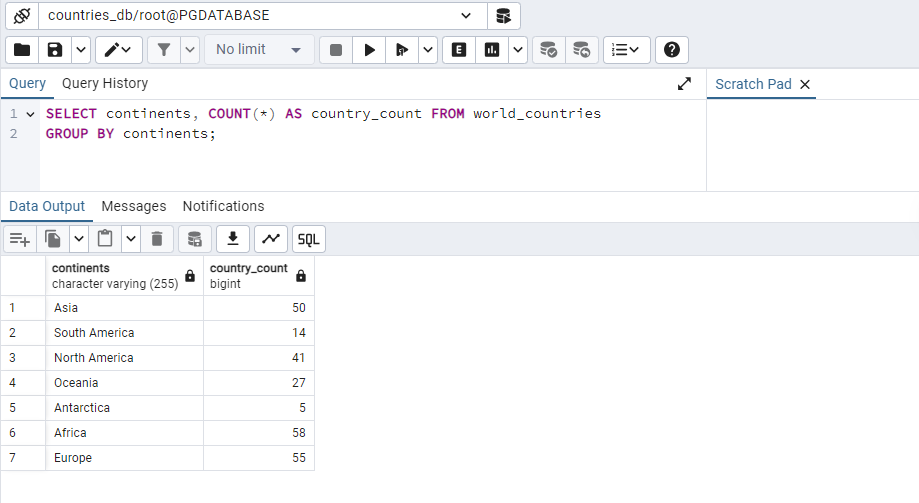 countries_db/root@PGDATABASE
No limit
E
Query Query History
Scratch Pad
1 SELECT continents, COUNT(*) AS country_count FROM world_countries
2 GROUP BY continents;
Data Output Messages Notifications
SQL
continents country_count
character varying (255) bigint
1 Asia 50
2 South America 14
3 North America 41
4 Oceania 27
5 Antarctica 5
6 Africa 58
7 Europe 55